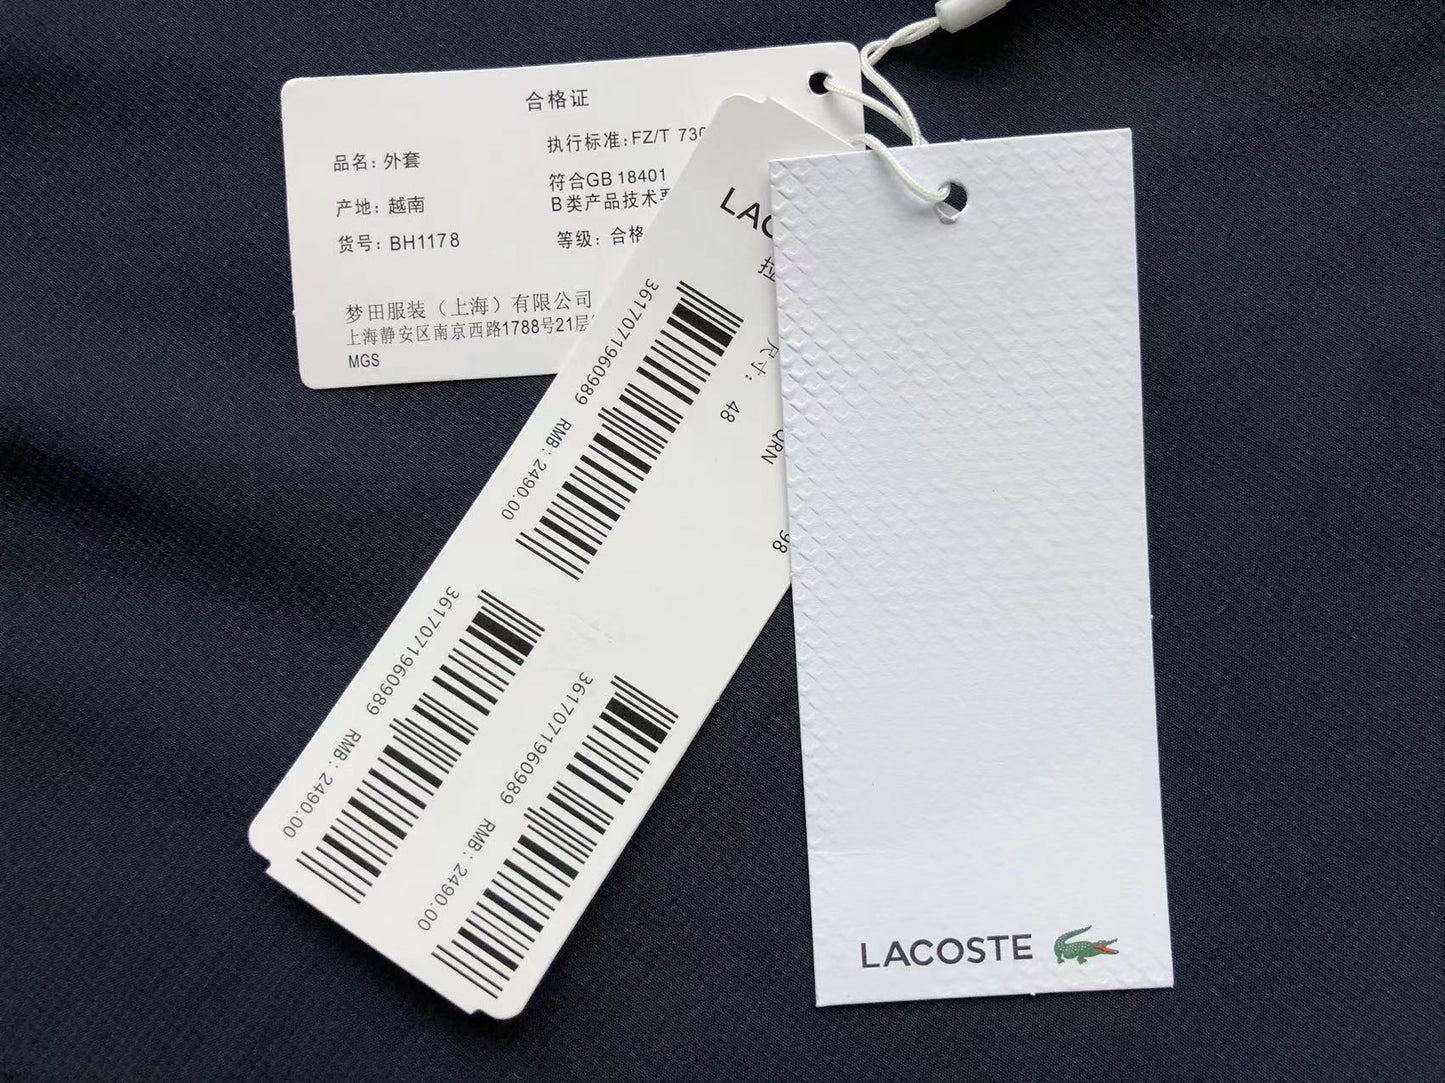 合格证
品名: 外套
产地: 越南
货号: BH1178
执行标准:FZ/T
符合GB 18401
B类产品技术
等级: 合格
梦田服装（上海）有限公司
上海静安区南京西路1788号21层
MGS
3617071960989 RMB: 2490.00
尺寸: 48
3617071960989 RMB: 2490.00
3617071960989 RMB: 2490.00
LACOSTE